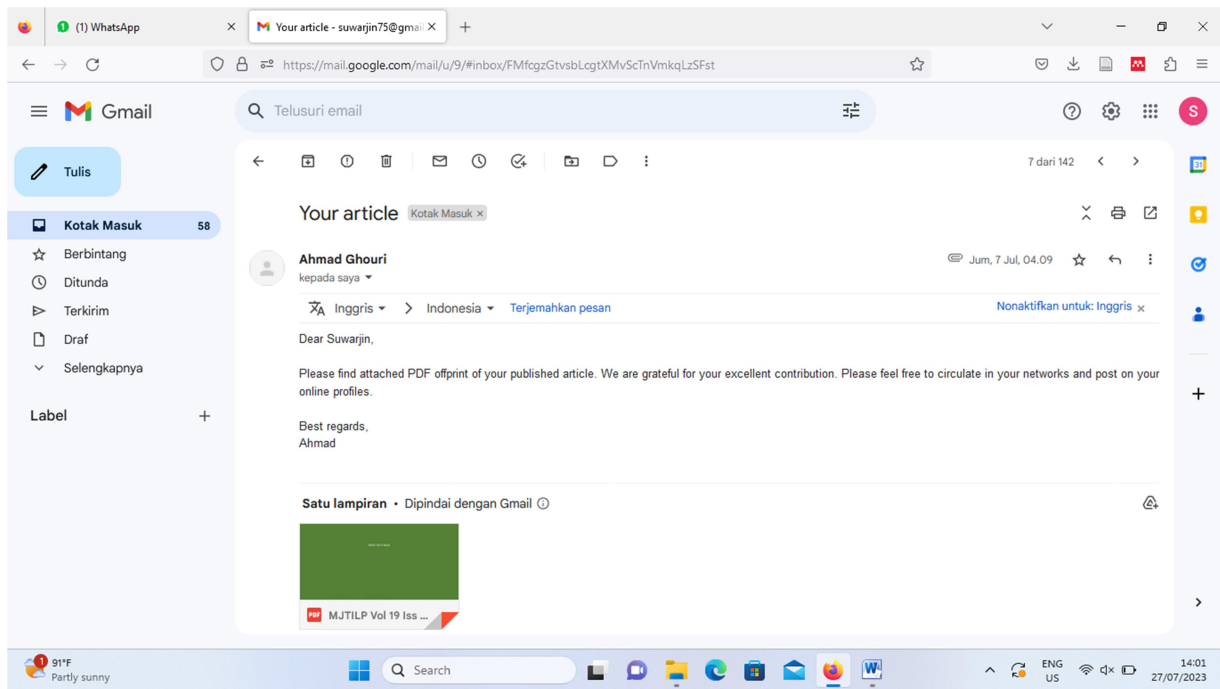 (1) WhatsApp
Your article - suwarjin75@gmai
https://mail.google.com/mail/u/9/#inbox/FMfcgzGtvsbLcgtXMvScTnVmkqLzSFst
Gmail
Telusuri email
S
Tulis
7 dari 142
31
Your article Kotak Masuk ×
Kotak Masuk 58
Berbintang
Ditunda
Terkirim
Draf
Selengkapnya
Label
Ahmad Ghouri
Jum, 7 Jul, 04.09
kepada saya
Inggris > Indonesia Terjemahkan pesan
Nonaktifkan untuk: Inggris ×
Dear Suwarjin,
Please find attached PDF offprint of your published article. We are grateful for your excellent contribution. Please feel free to circulate in your networks and post on your
online profiles.
Best regards,
Ahmad
Satu lampiran • Dipindai dengan Gmail
PDF MJTILP Vol 19 Iss ...
1
91°F
Partly sunny
Search
W
ENG
US
14:01
27/07/2023